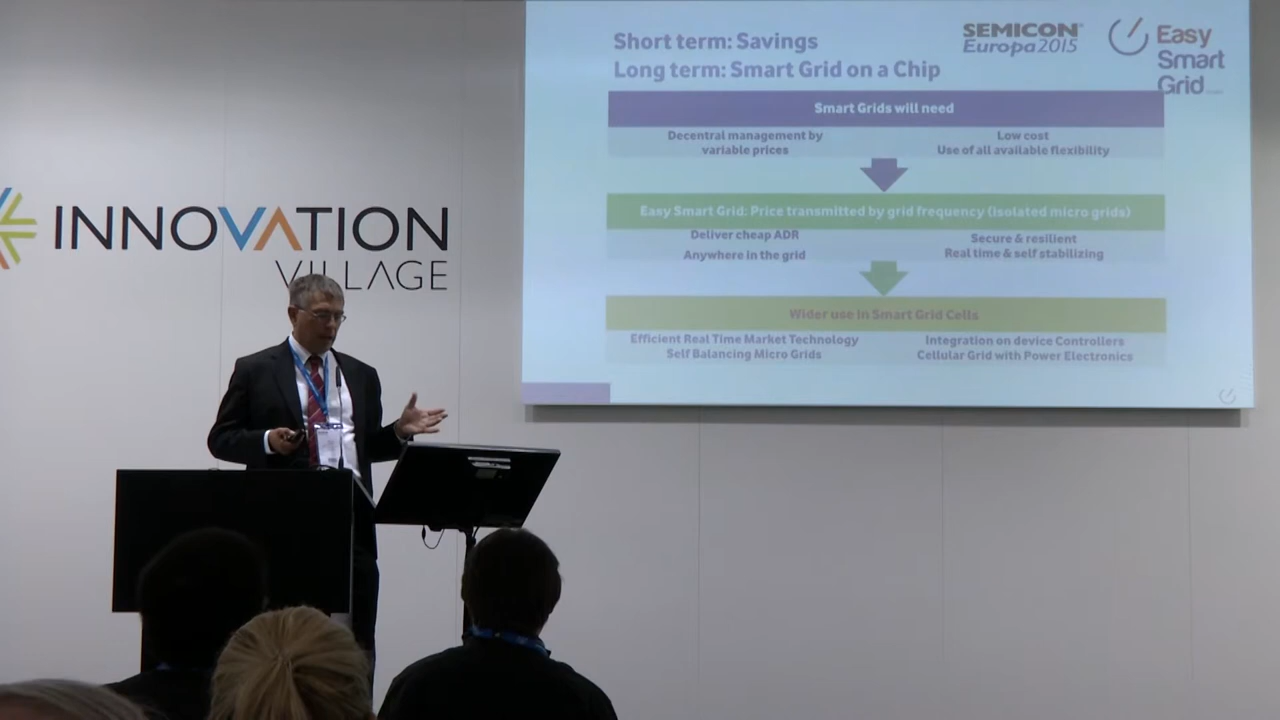 Short term: Savings
Long term: Smart Grid on a Chip
SEMICON
Europa2015
Easy
Smart
Grid
Smart Grids will need
Decentral management by
variable prices
Low cost
Use of all available flexibility
Easy Smart Grid: Price transmitted by grid frequency (isolated micro grids)
Deliver cheap ADR
Anywhere in the grid
Secure & resilient
Real time & self stabilizing
Wider use in Smart Grid Cells
Efficient Real Time Market Technology
Self Balancing Micro Grids
Integration on device Controllers
Cellular Grid with Power Electronics
INNOVATION
VILLAGE